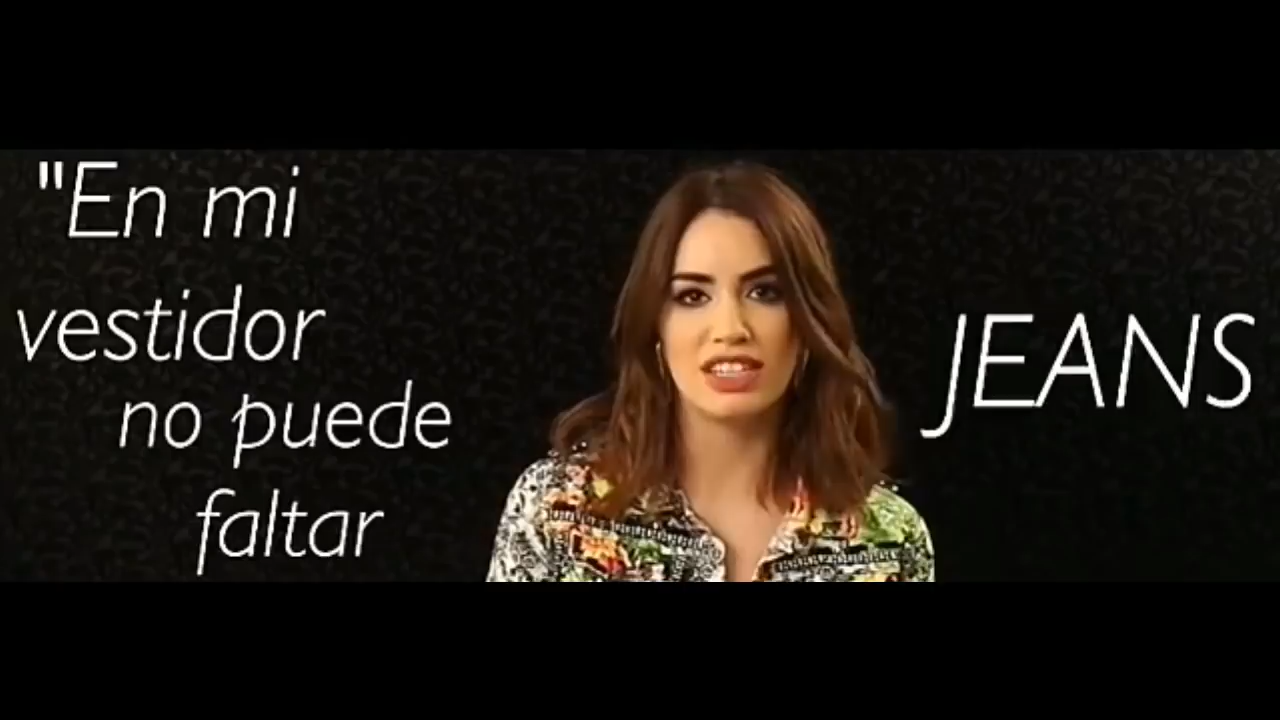 "En mi
vestidor
no puede
faltar
JEANS